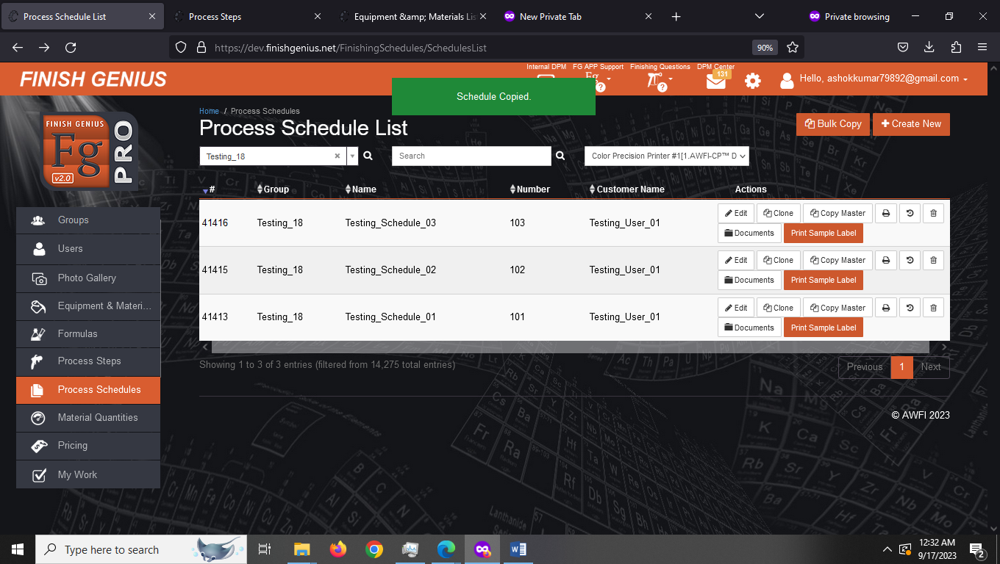 Process Schedule List
Process Steps
Equipment &amp; Materials Lis
New Private Tab
Private browsing
https://dev.finishgenius.net/FinishingSchedules/SchedulesList
90%
FINISH GENIUS
Internal DPM
FG APP Support
Finishing Questions
DPM Center
131
Hello, ashokkumar79892@gmail.com
Schedule Copied.
FINISH GENIUS
Fg
v2.0
PRO
Home / Process Schedules
Process Schedule List
Bulk Copy
Create New
Testing_18
Search
Color Precision Printer #1[1.AWFI-CP™ D
# Group Name Number Customer Name Actions
41416 Testing_18 Testing_Schedule_03 103 Testing_User_01 Edit Clone Copy Master
Documents Print Sample Label
41415 Testing_18 Testing_Schedule_02 102 Testing_User_01 Edit Clone Copy Master
Documents Print Sample Label
41413 Testing_18 Testing_Schedule_01 101 Testing_User_01 Edit Clone Copy Master
Documents Print Sample Label
Showing 1 to 3 of 3 entries (filtered from 14,275 total entries)
Previous 1 Next
© AWFI 2023
Groups
Users
Photo Gallery
Equipment & Materi...
Formulas
Process Steps
Process Schedules
Material Quantities
Pricing
My Work
Type here to search
12:32 AM
9/17/2023
2